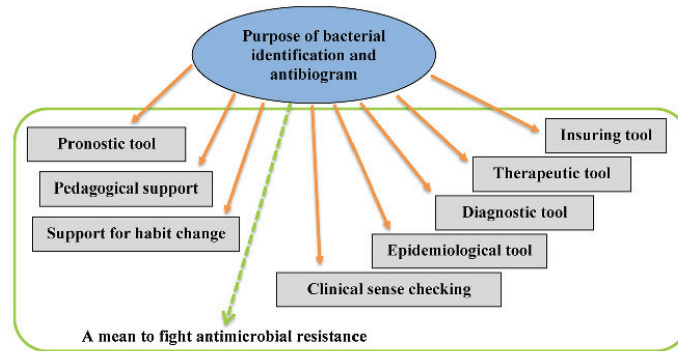 Purpose of bacterial
identification and
antibiogram
Pronostic tool
Pedagogical support
Support for habit change
Insuring tool
Therapeutic tool
Diagnostic tool
Epidemiological tool
Clinical sense checking
A mean to fight antimicrobial resistance